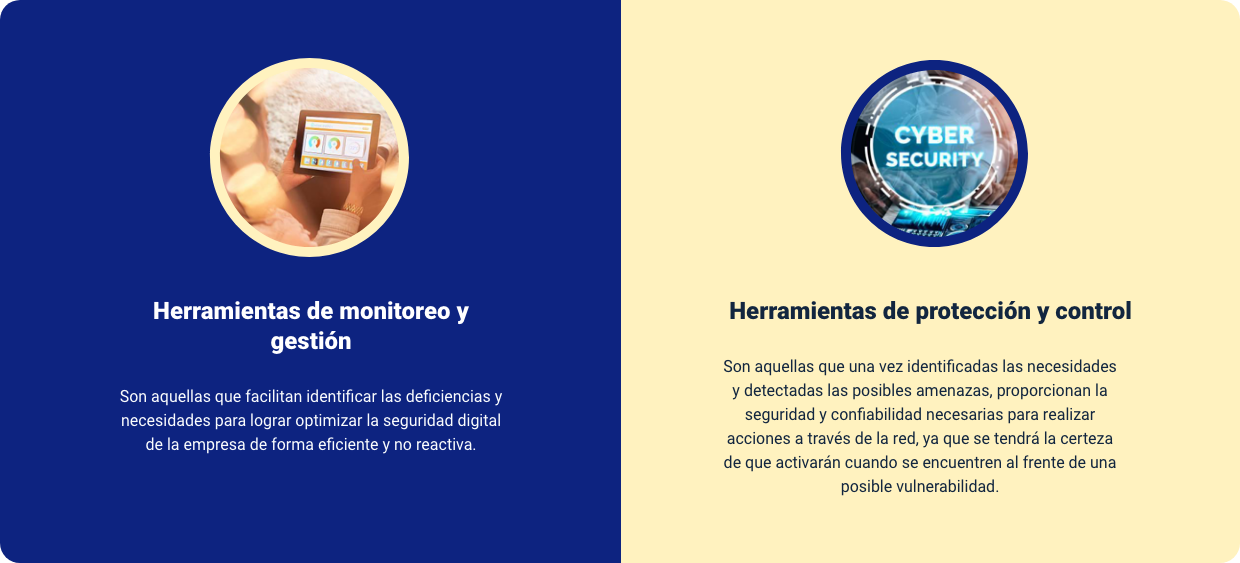 Herramientas de monitoreo y
gestión
Son aquellas que facilitan identificar las deficiencias y
necesidades para lograr optimizar la seguridad digital
de la empresa de forma eficiente y no reactiva.
CYBER
SECURITY
Herramientas de protección y control
Son aquellas que una vez identificadas las necesidades
y detectadas las posibles amenazas, proporcionan la
seguridad y confiabilidad necesarias para realizar
acciones a través de la red, ya que se tendrá la certeza
de que activarán cuando se encuentren al frente de una
posible vulnerabilidad.